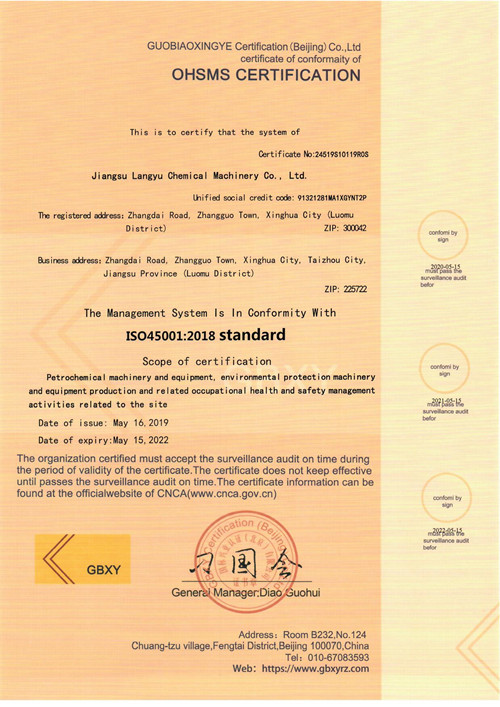 GUOBIAOXINGYE Certification (Beijing) Co.,Ltd
certificate of conformaity of
OHSMS CERTIFICATION
This is to certify that the system of
Certificate No:24519S10119R0S
Jiangsu Langyu Chemical Machinery Co., Ltd.
Unified social credit code: 91321281MA1XGYNT2P
The registered address: Zhangdai Road, Zhangguo Town, Xinghua City (Luomu
District) ZIP: 300042
Business address: Zhangdai Road, Zhangguo Town, Xinghua City, Taizhou City,
Jiangsu Province (Luomu District)
ZIP: 225722
The Management System Is In Conformity With
ISO45001:2018 standard
Scope of certification
Petrochemical machinery and equipment, environmental protection machinery
and equipment production and related occupational health and safety management
activities related to the site
Date of issue: May 16,2019
Date of expiry:May 15,2022
The organization certified must accept the surveillance audit on time during
the period of validity of the certificate.The certificate does not keep effective
until passes the surveillance audit on time.The certificate information can be
found at the officialwebsite of CNCA(www.cnca.gov.cn)
confomi by
sign
2020-05-15
must pass the
surveillance audit
befor
confomi by
sign
2021-05-15
must pass the
surveillance audit
befor
confomi by
sign
2022-05-15
must pass the
surveillance audit
befor
GBXY
Certification (Beijing)
刁国会
General Manager:Diao Guohui
Address: Room B232,No.124
Chuang-tzu village,Fengtai District,Beijing 100070,China
Tel: 010-67083593
Web: https://www.gbxyrz.com